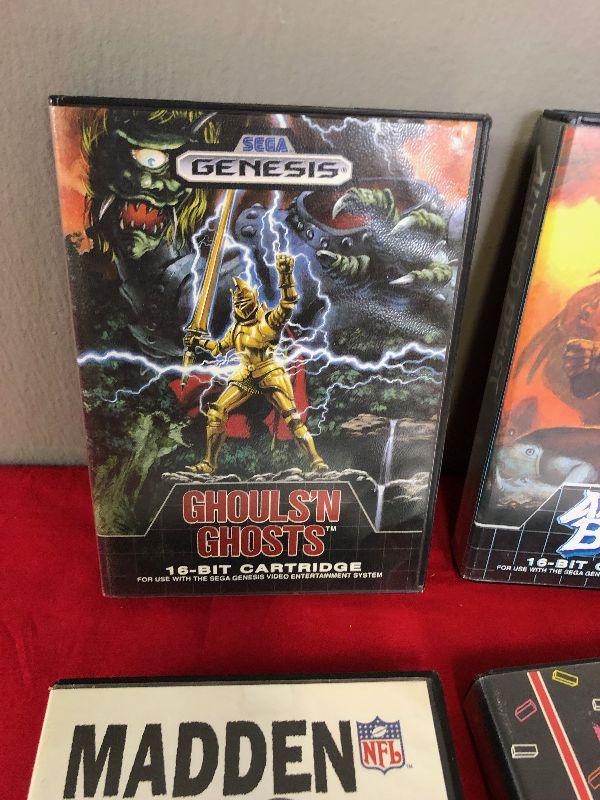 SEGA
GENESIS
GHOULS'N
GHOSTS™
16-BIT CARTRIDGE
FOR USE WITH THE SEGA GENESIS VIDEO ENTERTAINMENT SYSTEM
16-BIT
FOR USE WITH THE SEGA
MADDEN
NFL